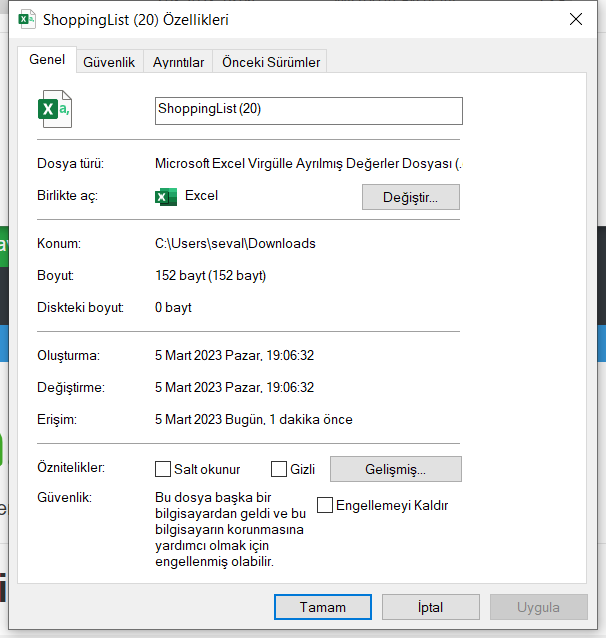 ShoppingList (20) Özellikleri
Genel
Güvenlik
Ayrıntılar
Önceki Sürümler
ShoppingList (20)
Dosya türü:
Microsoft Excel Virgülle Ayrılmış Değerler Dosyası (.
Birlikte aç:
Excel
Değiştir...
Konum:
C:\Users\seval\Downloads
Boyut:
152 bayt (152 bayt)
Diskteki boyut:
0 bayt
Oluşturma:
5 Mart 2023 Pazar, 19:06:32
Değiştirme:
5 Mart 2023 Pazar, 19:06:32
Erişim:
5 Mart 2023 Bugün, 1 dakika önce
Öznitelikler:
Salt okunur
Gizli
Gelişmiş...
Güvenlik:
Bu dosya başka bir
bilgisayardan geldi ve bu
bilgisayarın korunmasına
yardımcı olmak için
engellenmiş olabilir.
Engellemeyi Kaldır
Tamam
İptal
Uygula